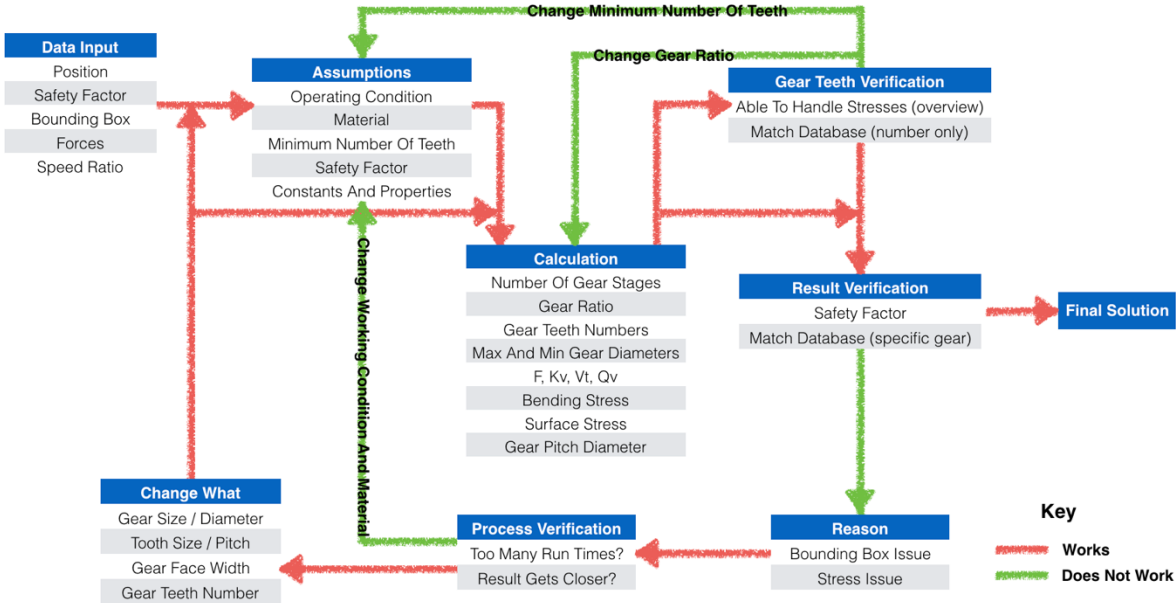 Change Minimum Number Of Teeth
Change Gear Ratio
Data Input
Position
Safety Factor
Bounding Box
Forces
Speed Ratio
Assumptions
Operating Condition
Material
Minimum Number Of Teeth
Safety Factor
Constants And Properties
Gear Teeth Verification
Able To Handle Stresses (overview)
Match Database (number only)
Calculation
Number Of Gear Stages
Gear Ratio
Gear Teeth Numbers
Max And Min Gear Diameters
F, Kv, Vt, Qv
Bending Stress
Surface Stress
Gear Pitch Diameter
Result Verification
Safety Factor
Match Database (specific gear)
Final Solution
Change Working Condition And Material
Change What
Gear Size / Diameter
Tooth Size / Pitch
Gear Face Width
Gear Teeth Number
Process Verification
Too Many Run Times?
Result Gets Closer?
Reason
Bounding Box Issue
Stress Issue
Key
Works
Does Not Work